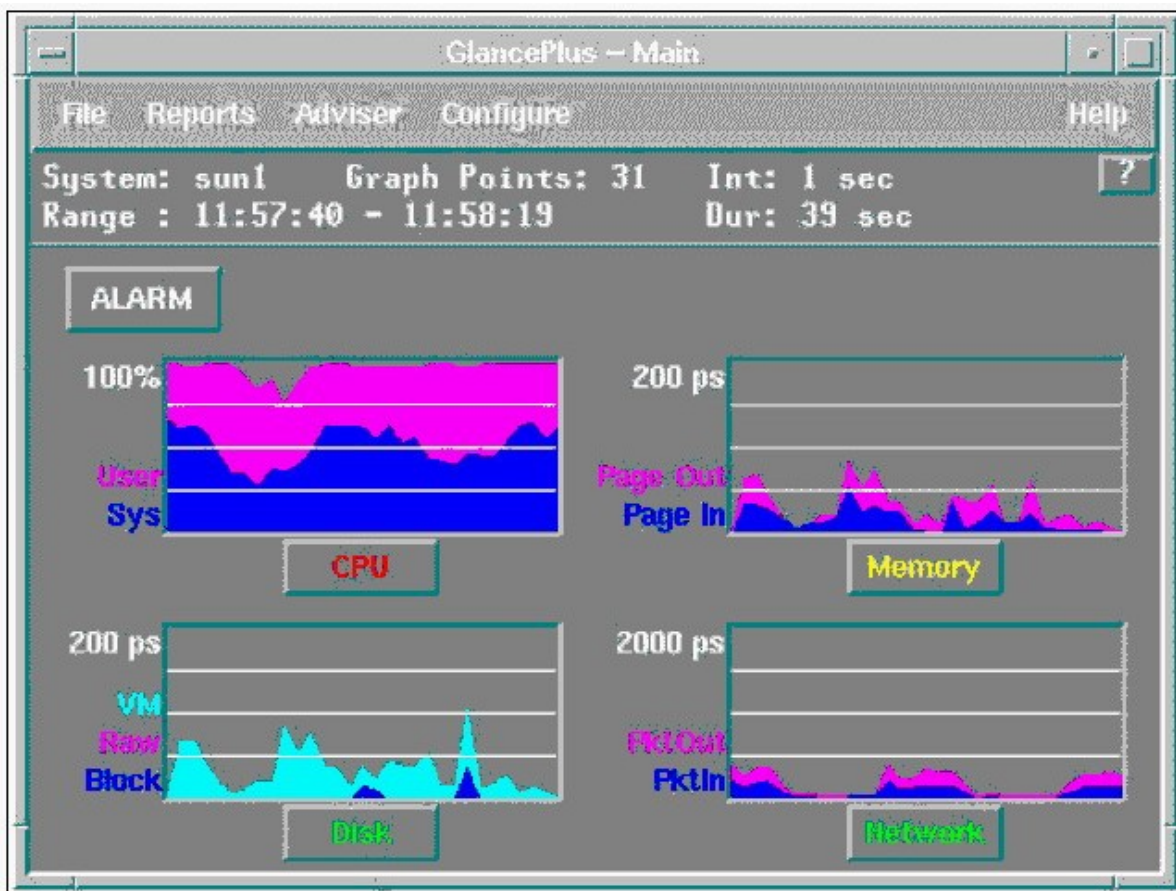 GlancePlus - Main
File Reports Adviser Configure Help
System: sun1 Graph Points: 31 Int: 1 sec ?
Range : 11:57:40 - 11:58:19 Dur: 39 sec
ALARM
100%
User
Sys
CPU
200 ps
Page Out
Page In
Memory
200 ps
VM
Raw
Block
Disk
2000 ps
PktOut
PktIn
Network